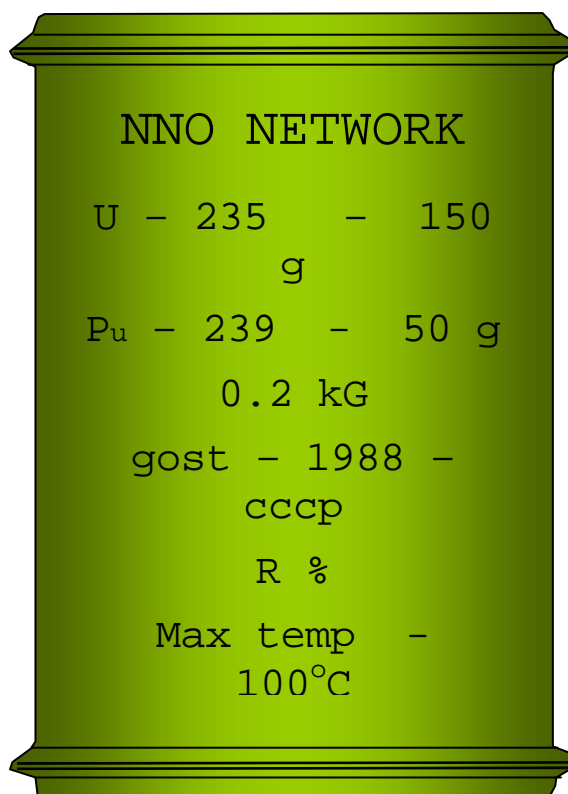 NNO NETWORK
U – 235 – 150
g
Pu – 239 – 50 g
0.2 kG
gost – 1988 –
cccp
R %
Max temp -
100°C